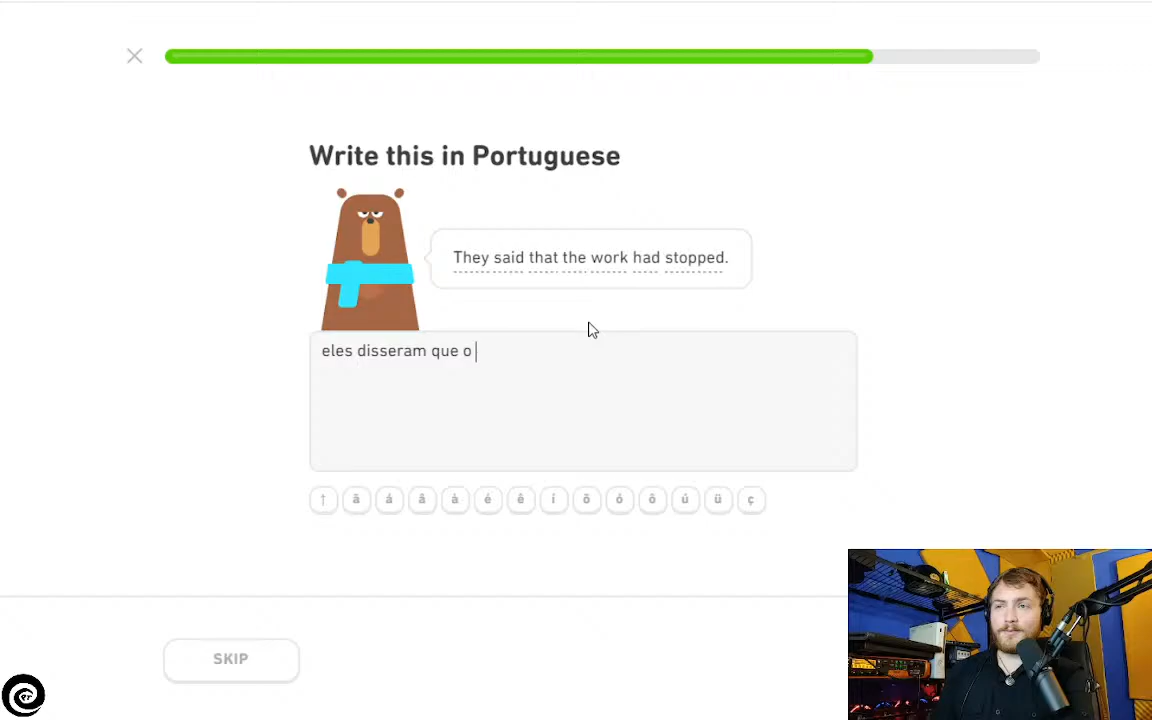 Write this in Portuguese
They said that the work had stopped.
eles disseram que o
↑ ã á â à é ê í õ ó ô ú ü ç
SKIP